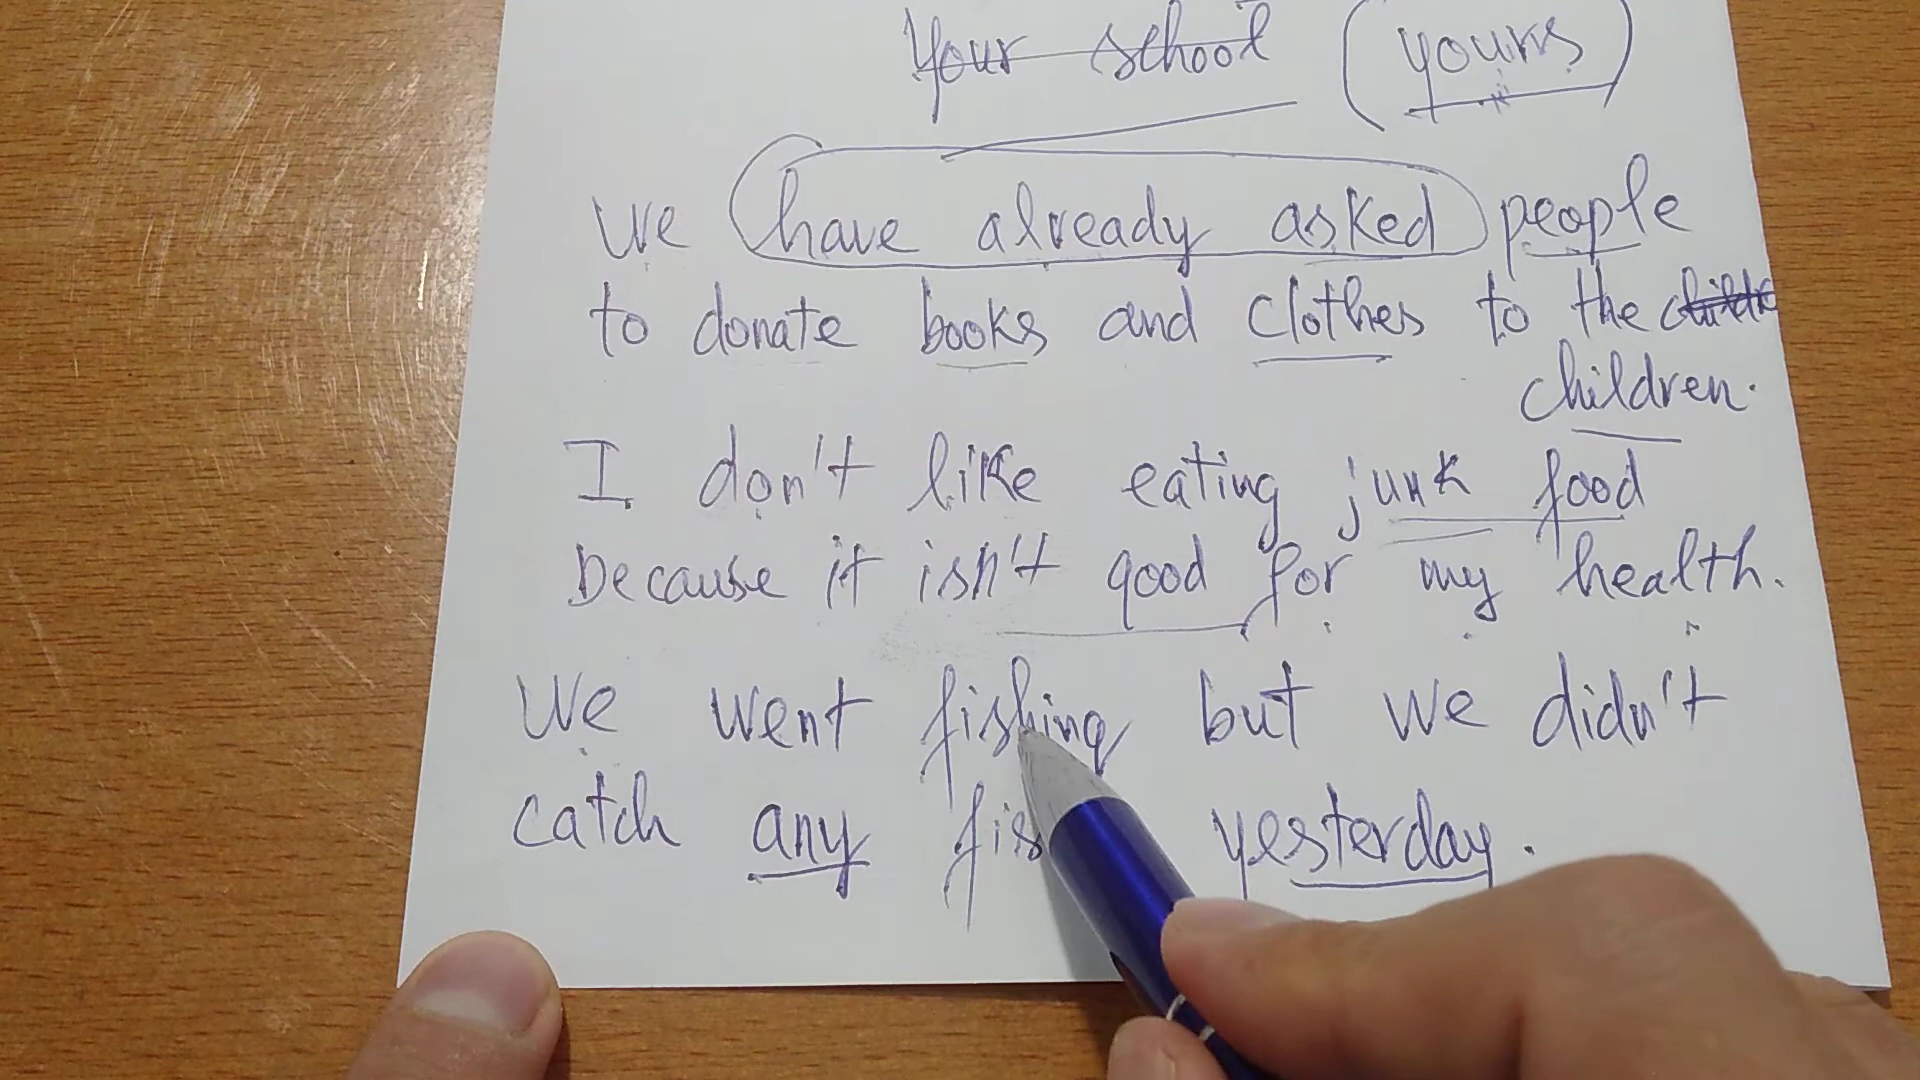 Your school (yours)
We have already asked people
to donate books and clothes to the
children.
I don't like eating junk food
because it isn't good for my health.
We went fishing but we didn't
catch any yesterday.